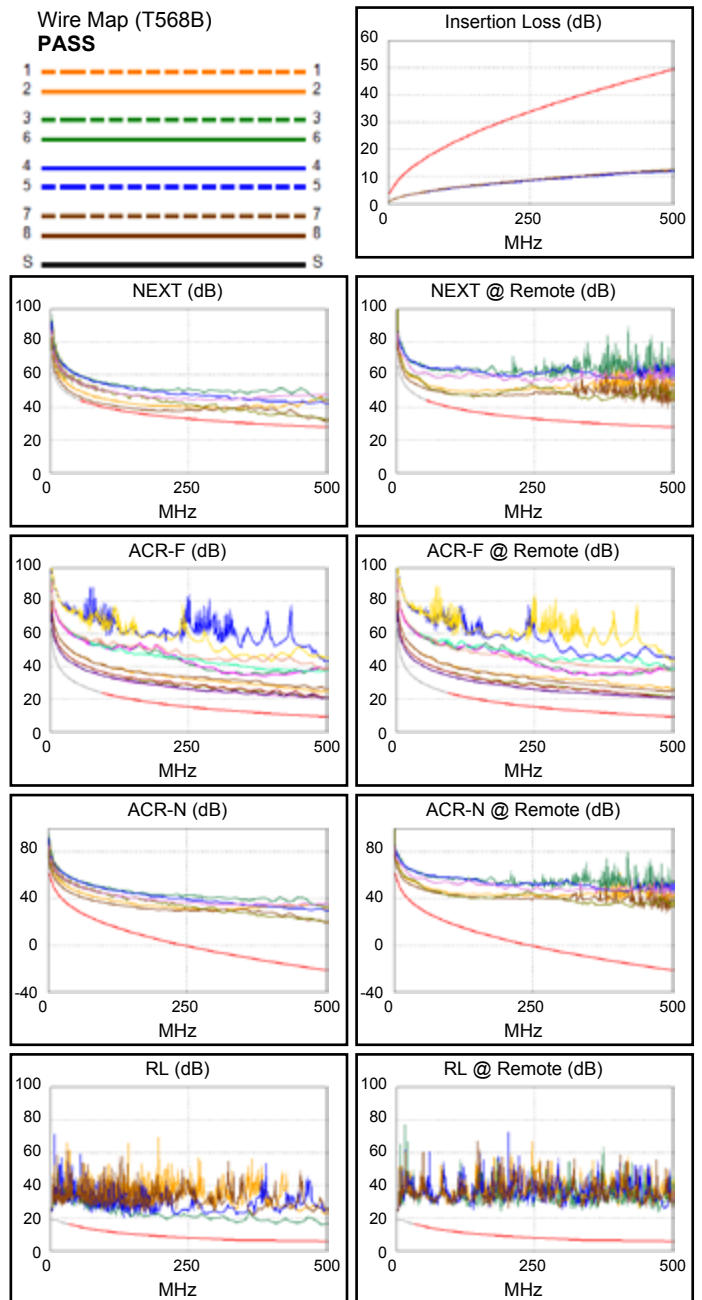 Wire Map (T568B)
PASS
1 1
2 2
3 3
6 6
4 4
5 5
7 7
8 8
S S
Insertion Loss (dB)
60
50
40
30
20
10
0
0 250 500
MHz
NEXT (dB)
100
80
60
40
20
0
0 250 500
MHz
NEXT @ Remote (dB)
100
80
60
40
20
0
0 250 500
MHz
ACR-F (dB)
100
80
60
40
20
0
0 250 500
MHz
ACR-F @ Remote (dB)
100
80
60
40
20
0
0 250 500
MHz
ACR-N (dB)
80
40
0
-40
0 250 500
MHz
ACR-N @ Remote (dB)
80
40
0
-40
0 250 500
MHz
RL (dB)
100
80
60
40
20
0
0 250 500
MHz
RL @ Remote (dB)
100
80
60
40
20
0
0 250 500
MHz